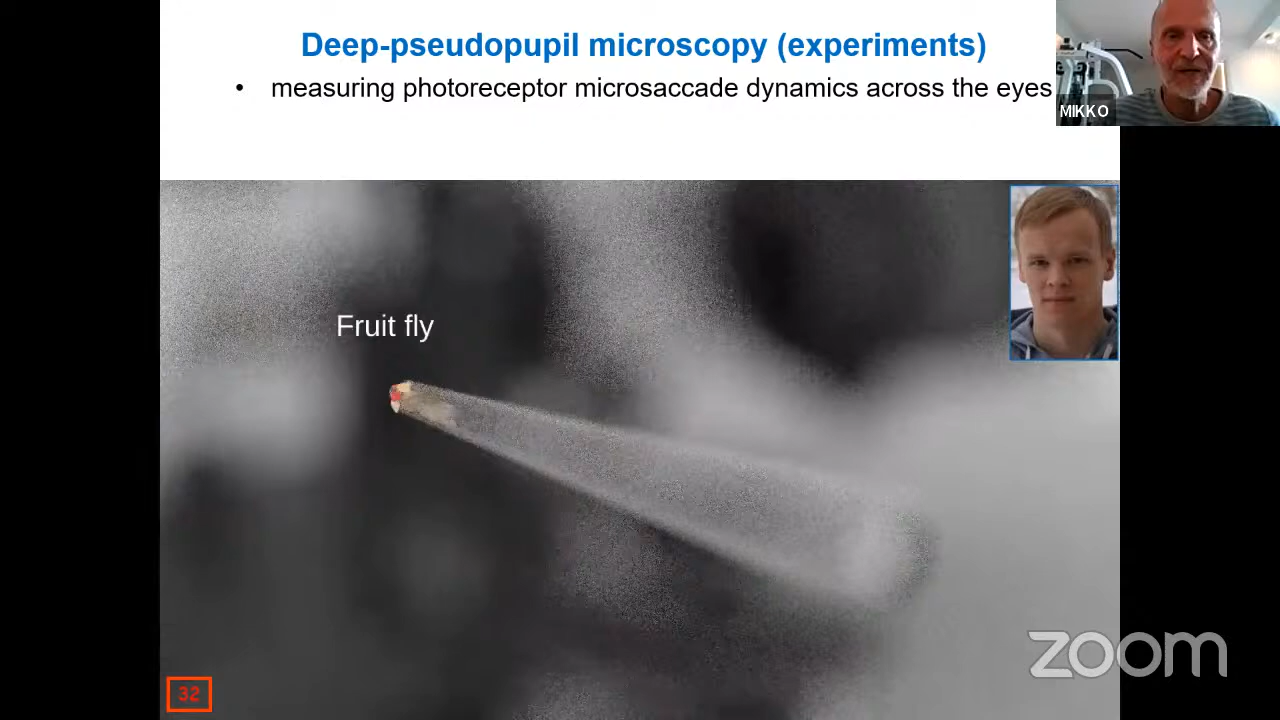 Deep-pseudopupil microscopy (experiments)
• measuring photoreceptor microsaccade dynamics across the eyes
MIKKO
Fruit fly
zoom
32